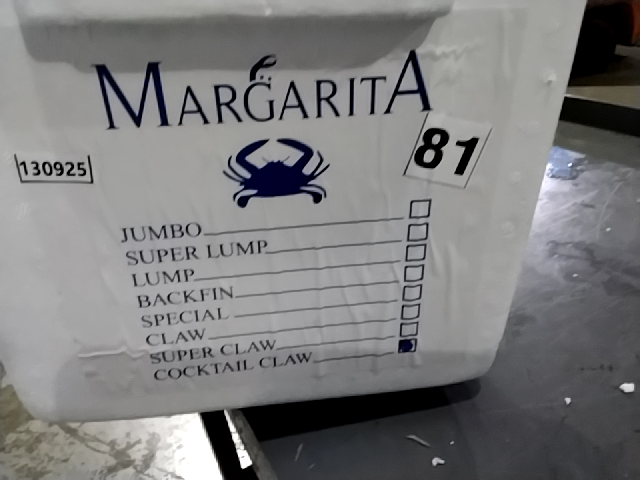 MARGARITA
81
130925
JUMBO
SUPER LUMP
LUMP
BACKFIN
SPECIAL
CLAW
SUPER CLAW
COCKTAIL CLAW